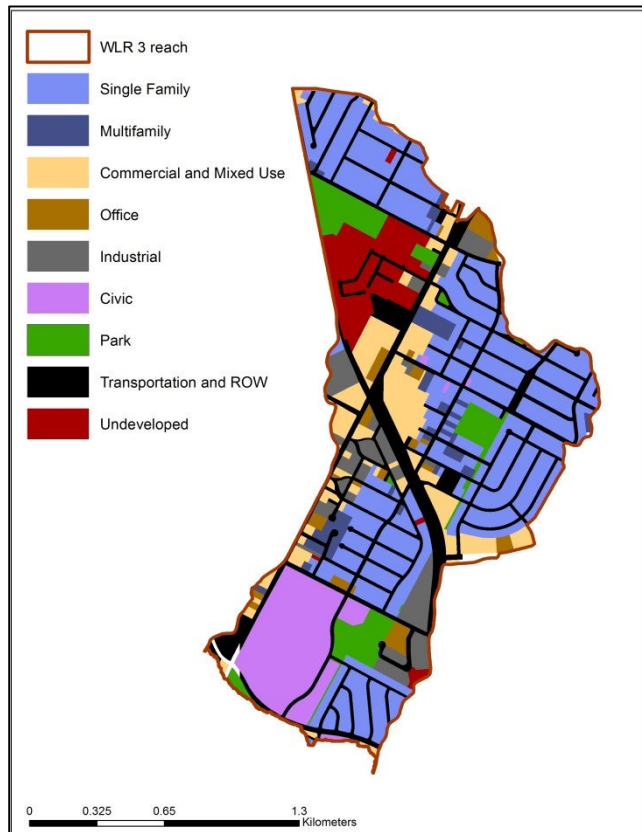 WLR 3 reach
Single Family
Multifamily
Commercial and Mixed Use
Office
Industrial
Civic
Park
Transportation and ROW
Undeveloped
0 0.325 0.65 1.3
Kilometers